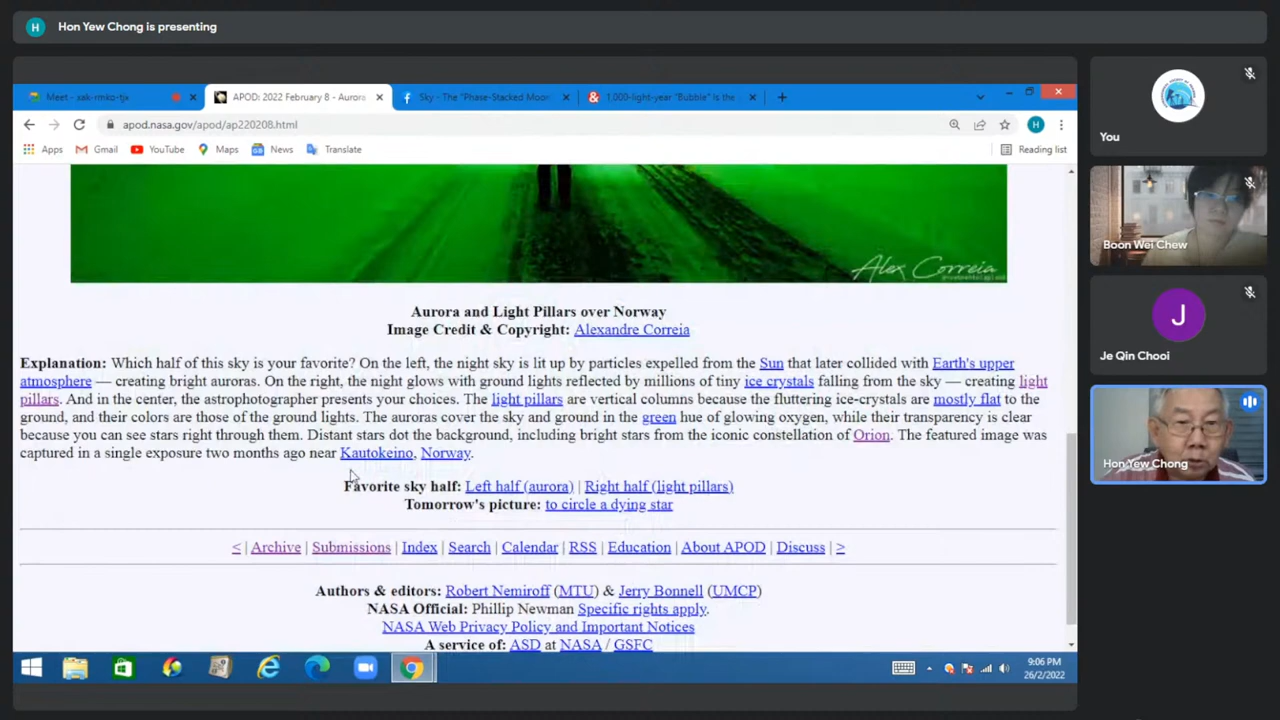 H Hon Yew Chong is presenting
Meet - xak-rmko-tjx
APOD: 2022 February 8 - Aurora
Sky - The "Phase-Stacked Moon
1,000-light-year "Bubble" Is the
apod.nasa.gov/apod/ap220208.html
H
Apps Gmail YouTube Maps News Translate Reading list
Alex Correia
Aurora and Light Pillars over Norway
Image Credit & Copyright: Alexandre Correia
Explanation: Which half of this sky is your favorite? On the left, the night sky is lit up by particles expelled from the Sun that later collided with Earth's upper
atmosphere — creating bright auroras. On the right, the night glows with ground lights reflected by millions of tiny ice crystals falling from the sky — creating light
pillars. And in the center, the astrophotographer presents your choices. The light pillars are vertical columns because the fluttering ice-crystals are mostly flat to the
ground, and their colors are those of the ground lights. The auroras cover the sky and ground in the green hue of glowing oxygen, while their transparency is clear
because you can see stars right through them. Distant stars dot the background, including bright stars from the iconic constellation of Orion. The featured image was
captured in a single exposure two months ago near Kautokeino, Norway.
Favorite sky half: Left half (aurora) | Right half (light pillars)
Tomorrow's picture: to circle a dying star
< | Archive | Submissions | Index | Search | Calendar | RSS | Education | About APOD | Discuss | >
Authors & editors: Robert Nemiroff (MTU) & Jerry Bonnell (UMCP)
NASA Official: Phillip Newman Specific rights apply.
NASA Web Privacy Policy and Important Notices
A service of: ASD at NASA / GSFC
9:06 PM
26/2/2022
You
Boon Wei Chew
J
Je Qin Chooi
Hon Yew Chong